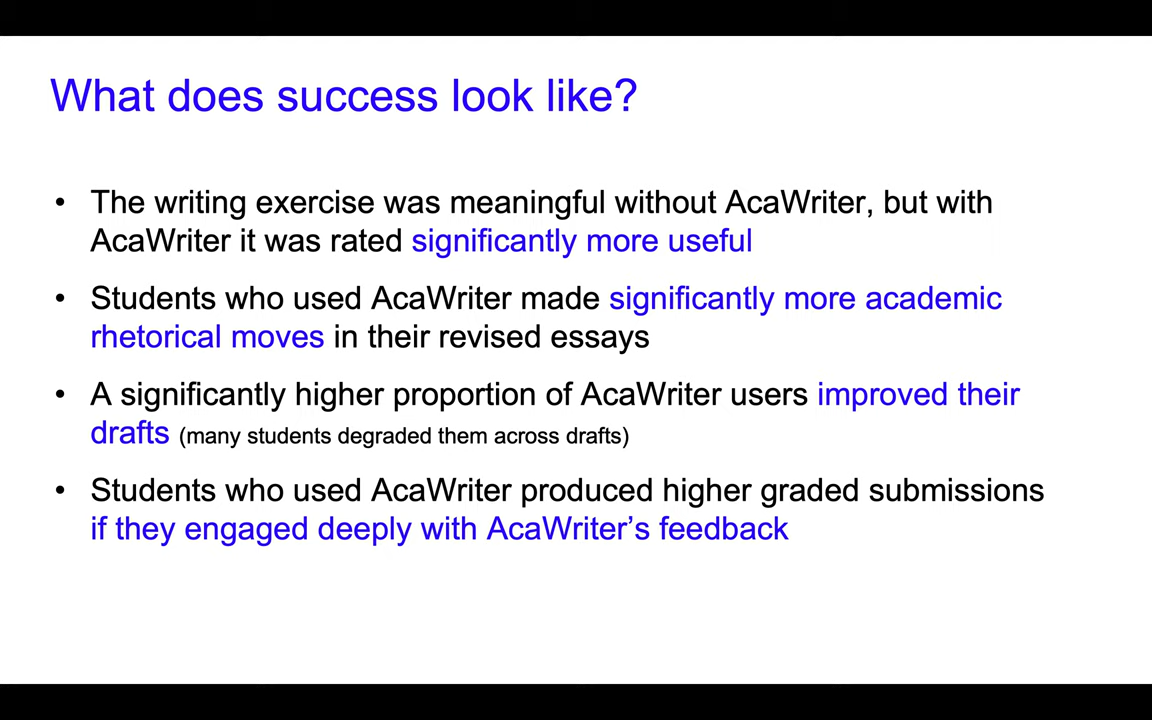 What does success look like?
• The writing exercise was meaningful without AcaWriter, but with
AcaWriter it was rated significantly more useful
• Students who used AcaWriter made significantly more academic
rhetorical moves in their revised essays
• A significantly higher proportion of AcaWriter users improved their
drafts (many students degraded them across drafts)
• Students who used AcaWriter produced higher graded submissions
if they engaged deeply with AcaWriter’s feedback